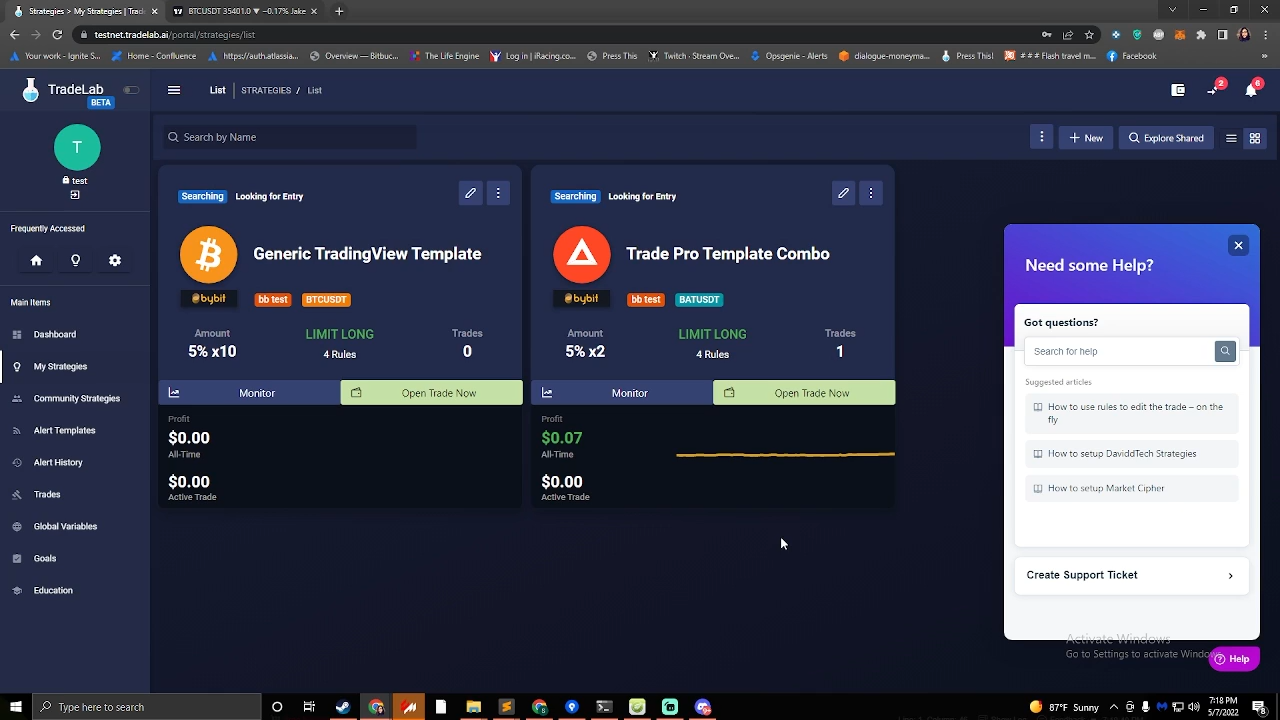 Strategies > My Strategies | Trade
BTCUSDT 35401.0 ▼ −0.17% Jake
testnet.tradelab.ai/portal/strategies/list
Your work - Ignite S...
Home - Confluence
https://auth.atlassia...
Overview — Bitbuc...
The Life Engine
Log in | iRacing.co...
Press This
Twitch - Stream Ove...
Opsgenie - Alerts
dialogue-moneyma...
Press This!
# # # Flash travel m...
Facebook
»
TradeLab
BETA
List
STRATEGIES / List
2
6
T
test
Search by Name
+ New
Explore Shared
Frequently Accessed
Main Items
Dashboard
My Strategies
Community Strategies
Alert Templates
Alert History
Trades
Global Variables
Goals
Education
Searching Looking for Entry
Generic TradingView Template
bybit
bb test
BTCUSDT
Amount
LIMIT LONG
Trades
5% x10
4 Rules
0
Monitor
Open Trade Now
Profit
$0.00
All-Time
$0.00
Active Trade
Searching Looking for Entry
Trade Pro Template Combo
bybit
bb test
BATUSDT
Amount
LIMIT LONG
Trades
5% x2
4 Rules
1
Monitor
Open Trade Now
Profit
$0.07
All-Time
$0.00
Active Trade
Need some Help?
Got questions?
Search for help
Suggested articles
How to use rules to edit the trade – on the
fly
How to setup DaviddTech Strategies
How to setup Market Cipher
Create Support Ticket
Activate Windows
Go to Settings to activate Window
Help
Type here to search
Sunny
7:18 PM
5/7/2022